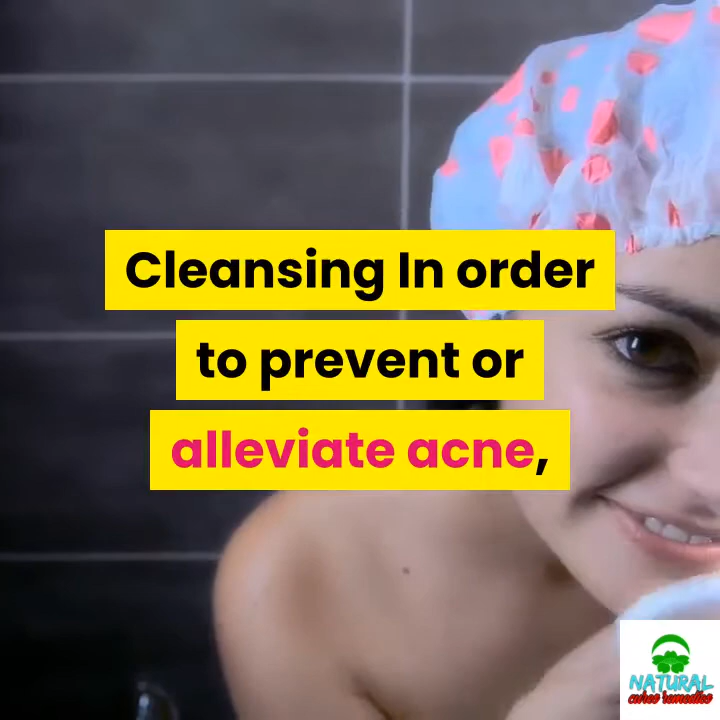 Cleansing In order
to prevent or
alleviate acne,
NATURAL
cures remedies